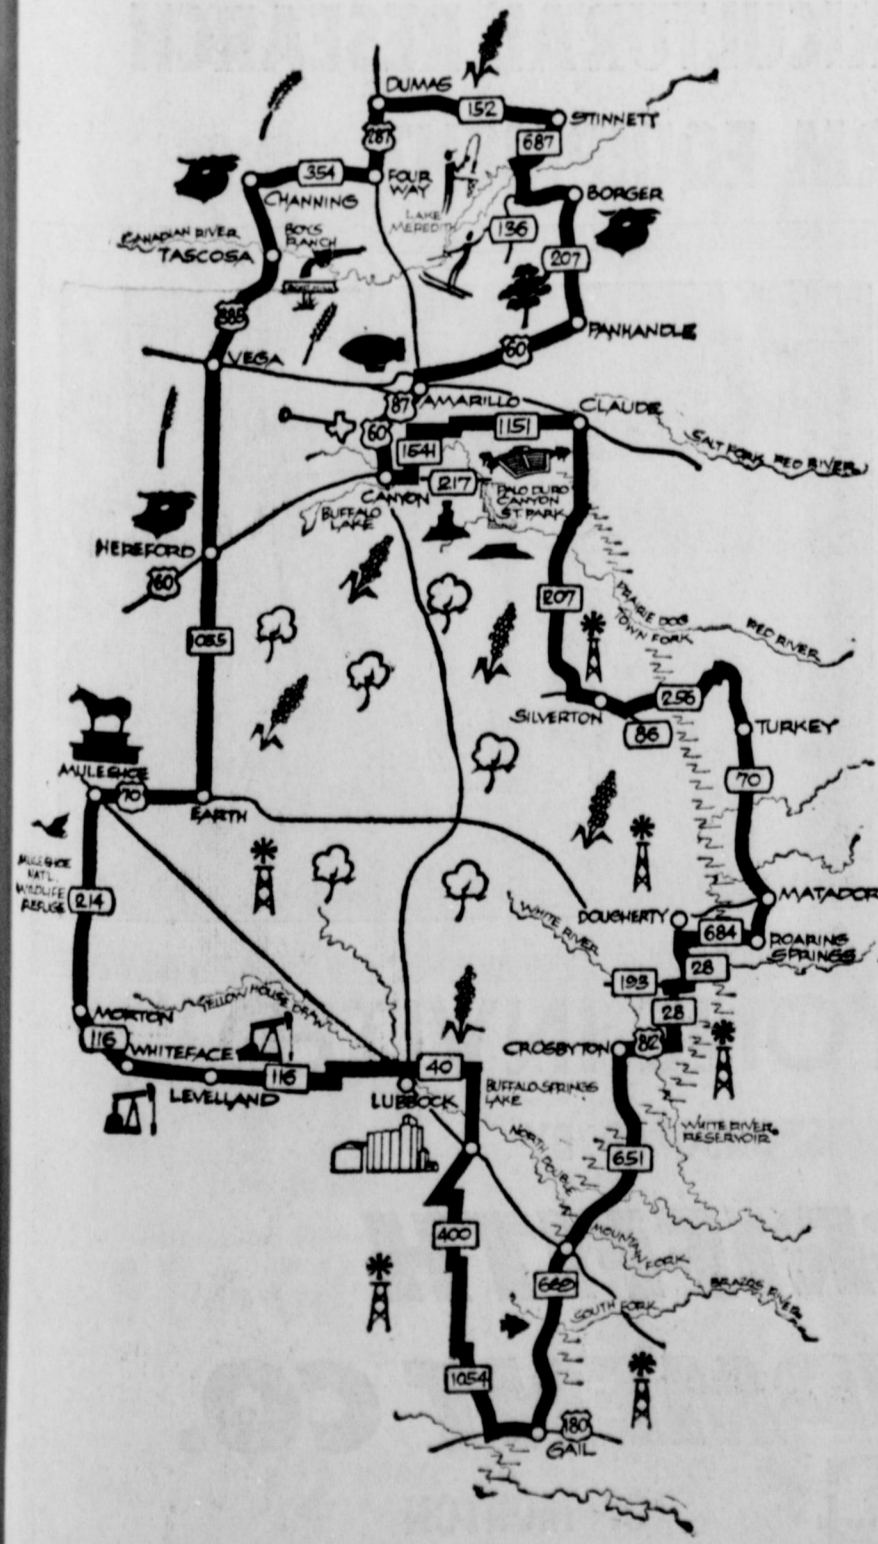 DUMAS
152
STINNETT
287
687
354
FOUR
WAY
CHANNING
BORGER
LAKE
MEREDITH
136
CANADIAN RIVER
BOYS
RANCH
TASCOSA
207
385
PANHANDLE
VEGA
60
87
AMARILLO
CLAUDE
60
1541
1151
SALT FORK RED RIVER
217
CANYON
PALO DURO
CANYON
ST. PARK
BUFFALO
LAKE
HEREFORD
60
207
PRAIRIE DOG
TOWN FORK
RED RIVER
1055
256
SILVERTON
86
TURKEY
MULESHOE
70
70
EARTH
MULESHOE
NAT'L.
WILDLIFE
REFUGE
214
MATADOR
DOUGHERTY
684
ROARING
SPRINGS
WHITE RIVER
28
193
28
YELLOW HOUSE DRAW
MORTON
116
WHITEFACE
CROSBYTON
82
116
40
LEVELLAND
LUBBOCK
BUFFALO SPRINGS
LAKE
WHITE RIVER
RESERVOIR
NORTH DOUBLE
651
400
MOUNTAIN
FORK
669
SOUTH FORK
BRAZOS RIVER
1054
180
GAIL